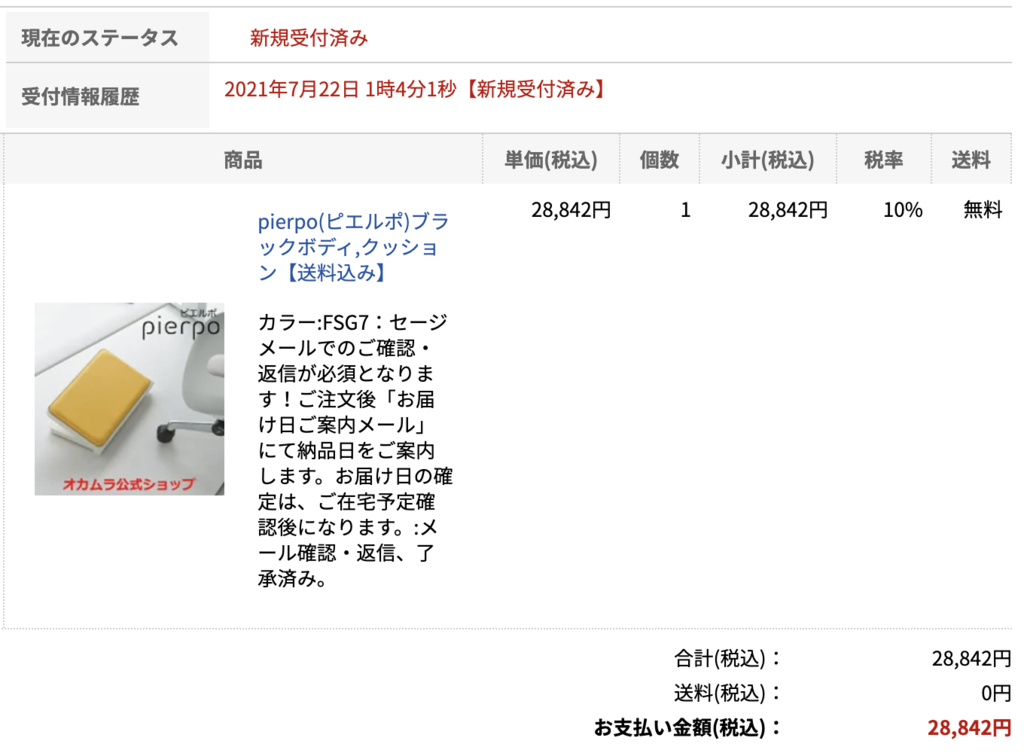 現在のステータス 新規受付済み
受付情報履歴 2021年7月22日 1時4分1秒【新規受付済み】
商品 単価(税込) 個数 小計(税込) 税率 送料
28,842円 1 28,842円 10% 無料
pierpo(ピエルポ)ブラ
ックボディ,クッショ
ン【送料込み】
ピエルポ
pierpo
オカムラ公式ショップ
カラー:FSG7：セージ
メールでのご確認・
返信が必須となりま
す！ご注文後「お届
け日ご案内メール」
にて納品日をご案内
します。お届け日の確
定は、ご在宅予定確
認後になります。:メ
ール確認・返信、了
承済み。
合計(税込)： 28,842円
送料(税込)： 0円
お支払い金額(税込)： 28,842円